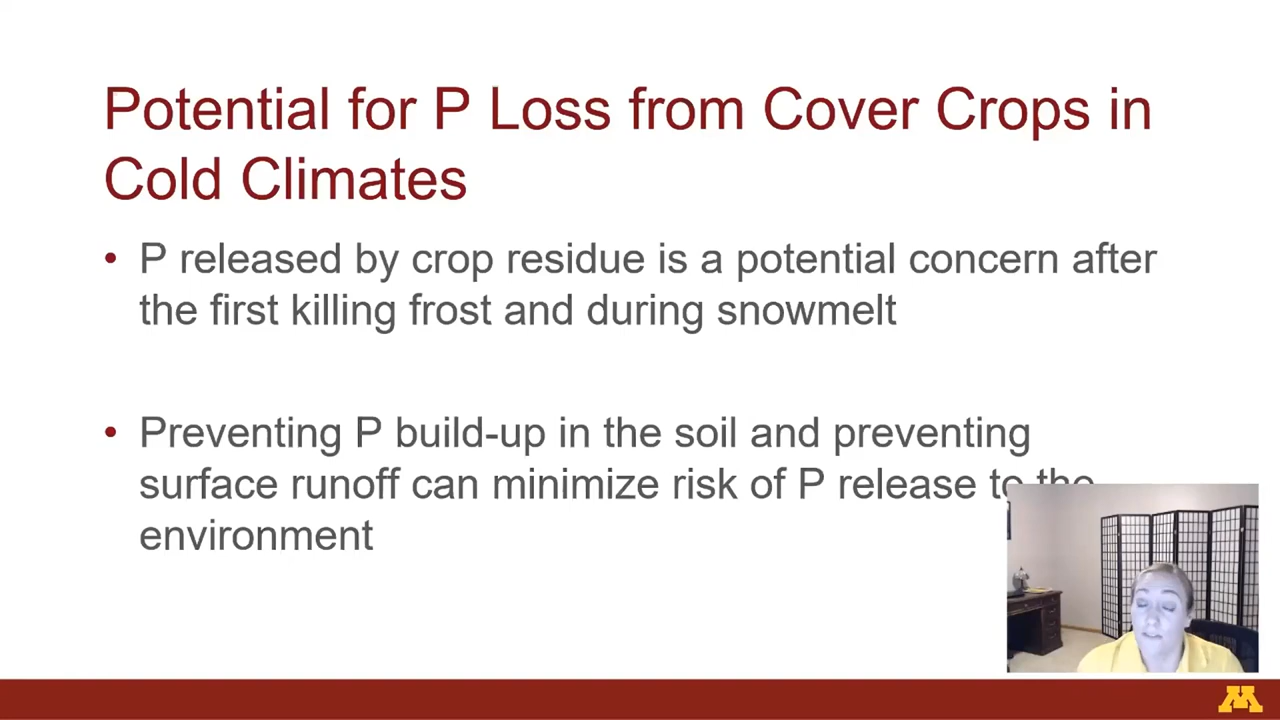 Potential for P Loss from Cover Crops in
Cold Climates
• P released by crop residue is a potential concern after
the first killing frost and during snowmelt
• Preventing P build-up in the soil and preventing
surface runoff can minimize risk of P release to the
environment
M